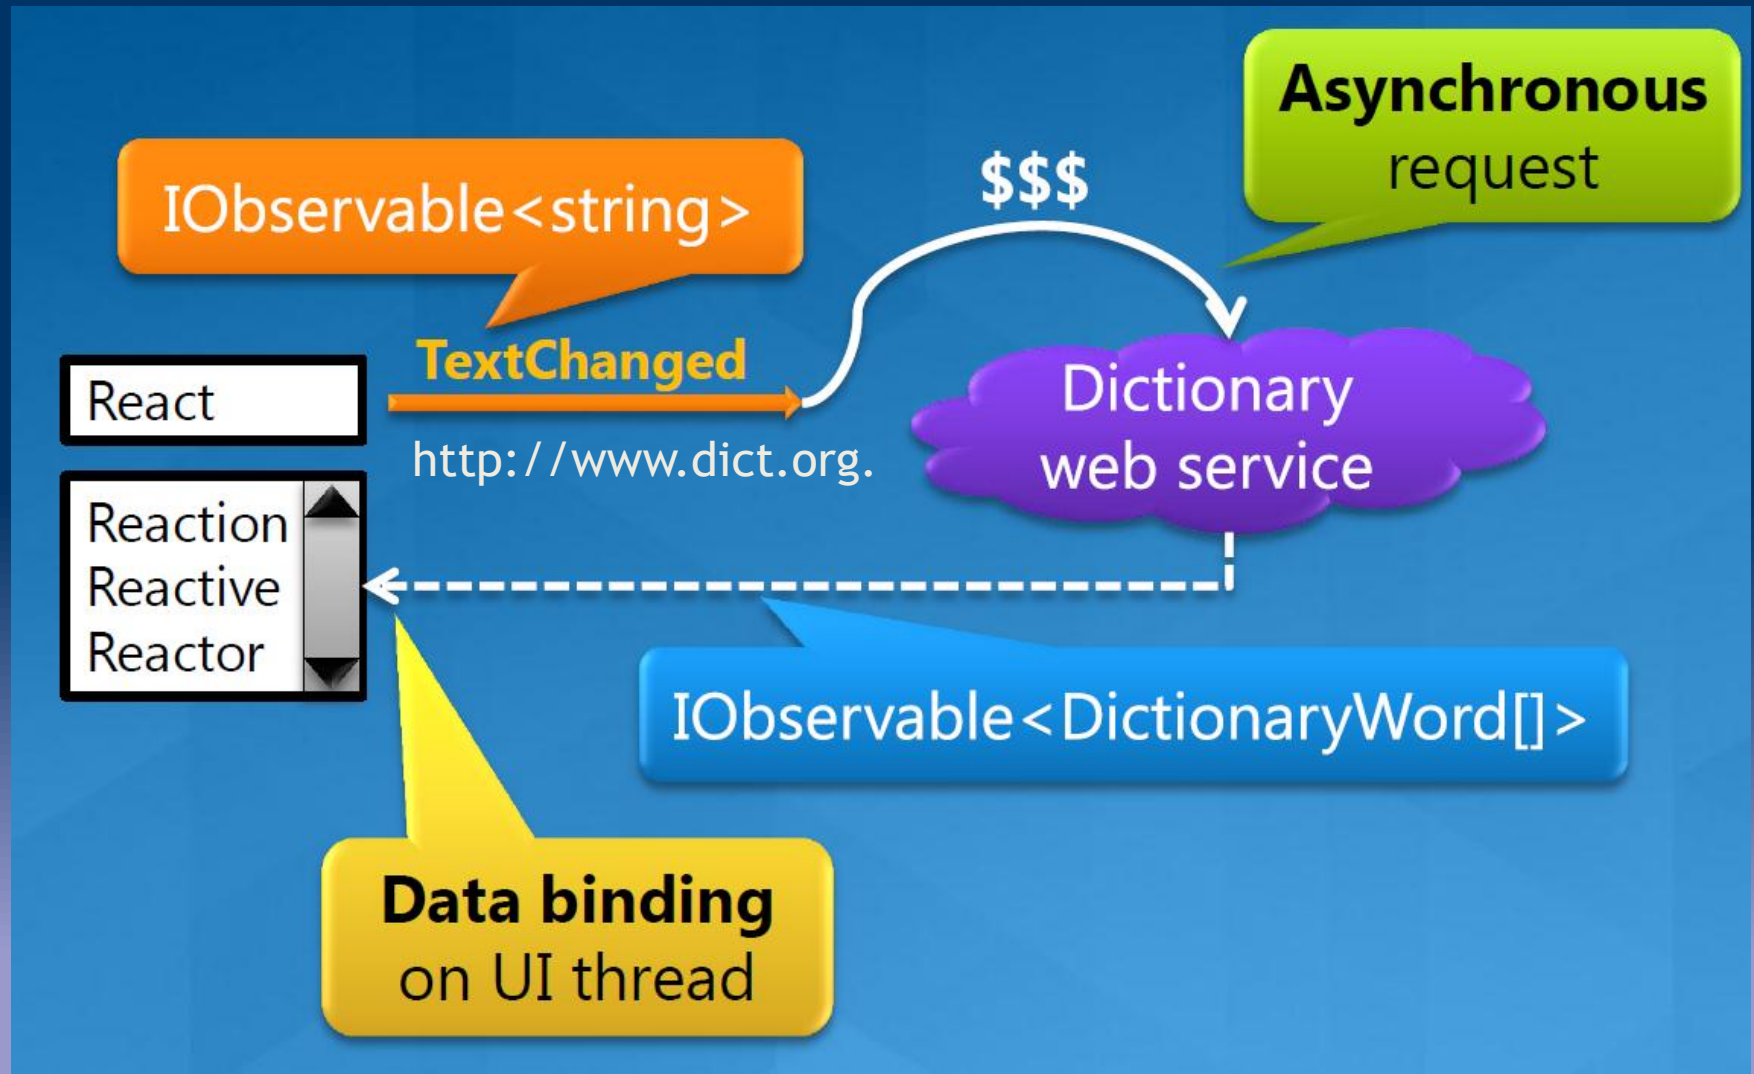 Asynchronous
request
$$$
IObservable<string>
TextChanged
React
http://www.dict.org.
Dictionary
web service
Reaction
Reactive
Reactor
IObservable<DictionaryWord[]>
Data binding
on UI thread